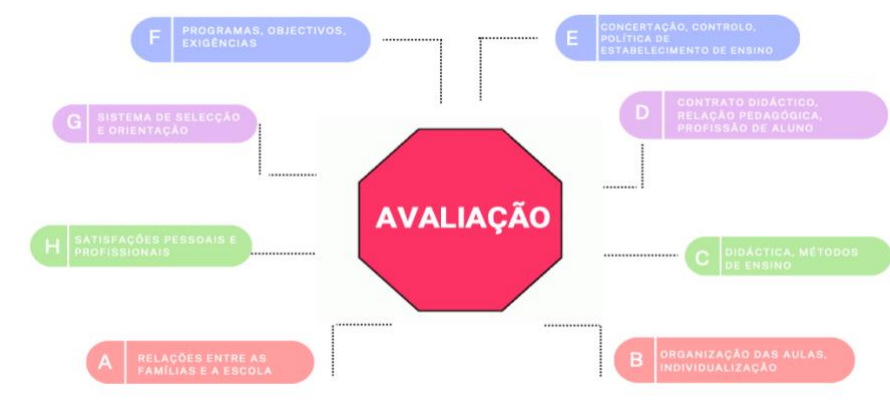 F
PROGRAMAS, OBJECTIVOS,
EXIGÊNCIAS
E
CONCERTAÇÃO, CONTROLO,
POLÍTICA DE
ESTABELECIMENTO DE ENSINO
G
SISTEMA DE SELECÇÃO
E ORIENTAÇÃO
D
CONTRATO DIDÁCTICO,
RELAÇÃO PEDAGÓGICA,
PROFISSÃO DE ALUNO
AVALIAÇÃO
H
SATISFAÇÕES PESSOAIS E
PROFISSIONAIS
C
DIDÁCTICA, MÉTODOS
DE ENSINO
A
RELAÇÕES ENTRE AS
FAMÍLIAS E A ESCOLA
B
ORGANIZAÇÃO DAS AULAS,
INDIVIDUALIZAÇÃO